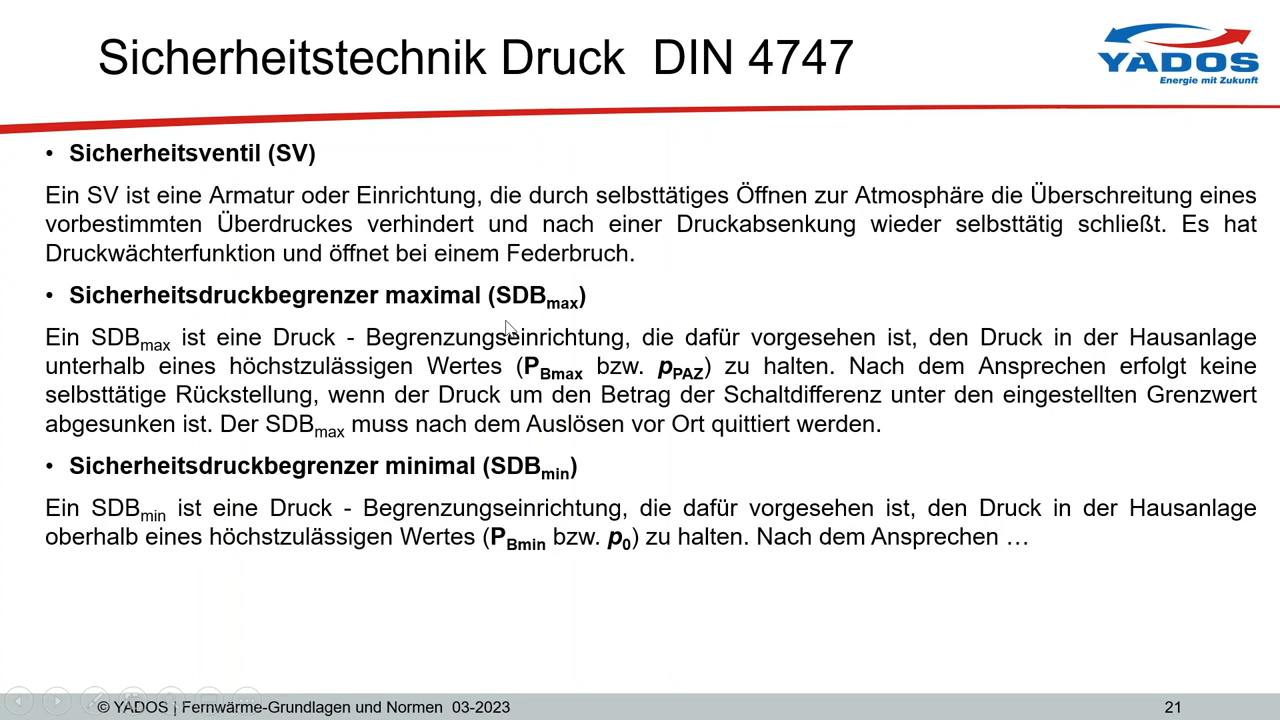 Sicherheitstechnik Druck DIN 4747
YADOS
Energie mit Zukunft
• Sicherheitsventil (SV)
Ein SV ist eine Armatur oder Einrichtung, die durch selbsttätiges Öffnen zur Atmosphäre die Überschreitung eines
vorbestimmten Überdruckes verhindert und nach einer Druckabsenkung wieder selbsttätig schließt. Es hat
Druckwächterfunktion und öffnet bei einem Federbruch.
• Sicherheitsdruckbegrenzer maximal (SDBmax)
Ein SDBmax ist eine Druck - Begrenzungseinrichtung, die dafür vorgesehen ist, den Druck in der Hausanlage
unterhalb eines höchstzulässigen Wertes (PBmax bzw. pPAZ) zu halten. Nach dem Ansprechen erfolgt keine
selbsttätige Rückstellung, wenn der Druck um den Betrag der Schaltdifferenz unter den eingestellten Grenzwert
abgesunken ist. Der SDBmax muss nach dem Auslösen vor Ort quittiert werden.
• Sicherheitsdruckbegrenzer minimal (SDBmin)
Ein SDBmin ist eine Druck - Begrenzungseinrichtung, die dafür vorgesehen ist, den Druck in der Hausanlage
oberhalb eines höchstzulässigen Wertes (PBmin bzw. p0) zu halten. Nach dem Ansprechen …
© YADOS | Fernwärme-Grundlagen und Normen 03-2023
21